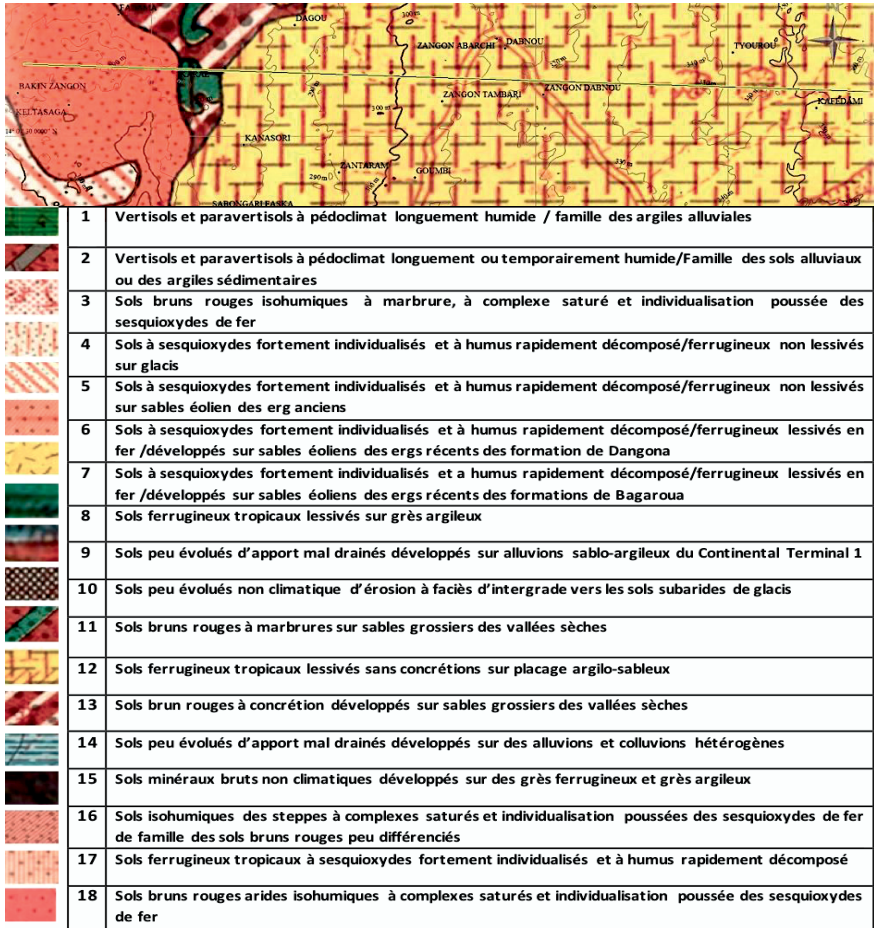 DAGOU
300 m
ZANGON ABARCHI
DABNOU
TYOUROU
BAKIN ZANGON
ZANGON TAMBARI
ZANGON DABNOU
KELTASAGA
300 m
KAFEDAMI
KANASORI
ZANTARAM
GOUMBI
290m
330 m
SABONGARI FASKA
1 Vertisols et paravertisols à pédoclimat longuement humide / famille des argiles alluviales
2 Vertisols et paravertisols à pédoclimat longuement ou temporairement humide/Famille des sols alluviaux
ou des argiles sédimentaires
3 Sols bruns rouges isohumiques à marbrure, à complexe saturé et individualisation poussée des
sesquioxydes de fer
4 Sols à sesquioxydes fortement individualisés et à humus rapidement décomposé/ferrugineux non lessivés
sur glacis
5 Sols à sesquioxydes fortement individualisés et à humus rapidement décomposé/ferrugineux non lessivés
sur sables éolien des erg anciens
6 Sols à sesquioxydes fortement individualisés et à humus rapidement décomposé/ferrugineux lessivés en
fer /développés sur sables éoliens des ergs récents des formation de Dangona
7 Sols à sesquioxydes fortement individualisés et a humus rapidement décomposé/ferrugineux lessivés en
fer /développés sur sables éoliens des ergs récents des formations de Bagaroua
8 Sols ferrugineux tropicaux lessivés sur grès argileux
9 Sols peu évolués d’apport mal drainés développés sur alluvions sablo-argileux du Continental Terminal 1
10 Sols peu évolués non climatique d’érosion à faciès d’intergrade vers les sols subarides de glacis
11 Sols bruns rouges à marbrures sur sables grossiers des vallées sèches
12 Sols ferrugineux tropicaux lessivés sans concrétions sur placage argilo-sableux
13 Sols brun rouges à concrétion développés sur sables grossiers des vallées sèches
14 Sols peu évolués d’apport mal drainés développés sur des alluvions et colluvions hétérogènes
15 Sols minéraux bruts non climatiques développés sur des grès ferrugineux et grès argileux
16 Sols isohumiques des steppes à complexes saturés et individualisation poussées des sesquioxydes de fer
de famille des sols bruns rouges peu différenciés
17 Sols ferrugineux tropicaux à sesquioxydes fortement individualisés et à humus rapidement décomposé
18 Sols bruns rouges arides isohumiques à complexes saturés et individualisation poussée des sesquioxydes
de fer